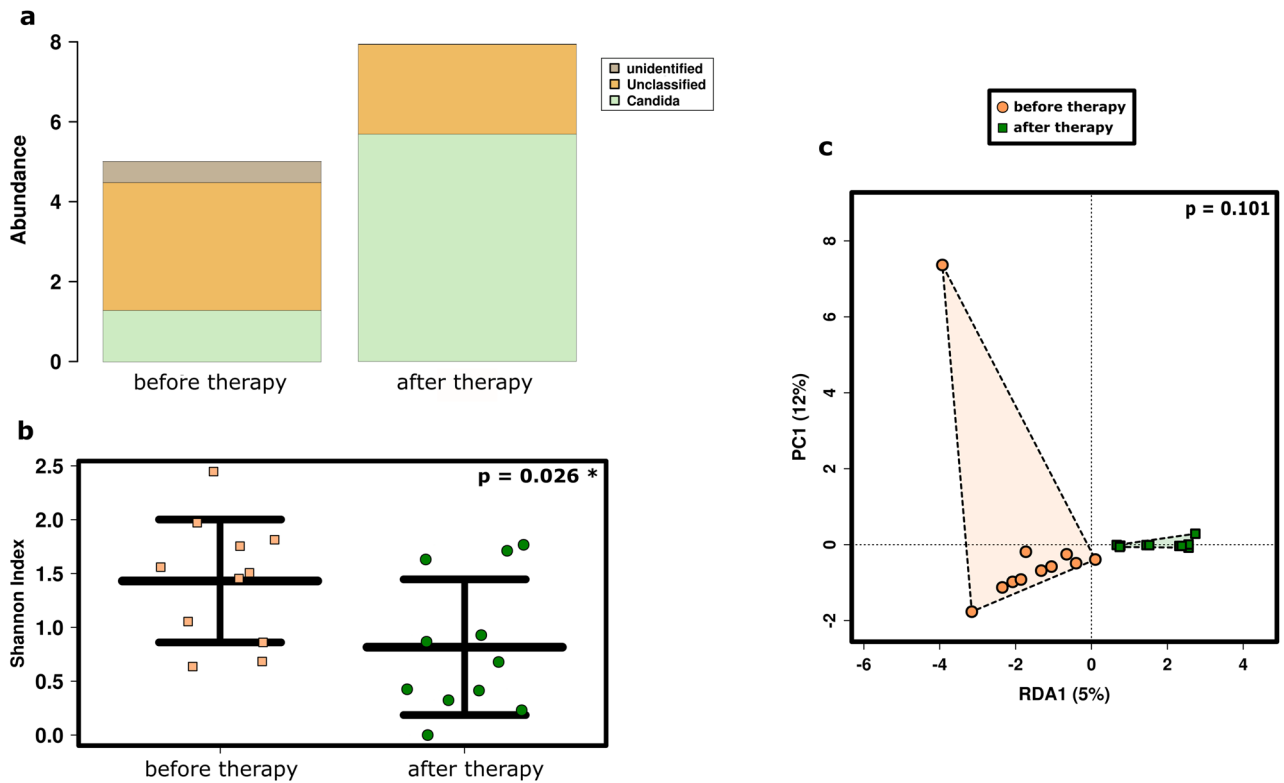 a
8
6
4
2
0
Abundance
before therapy
after therapy
unidentified
Unclassified
Candida
b
2.5
2.0
1.5
1.0
0.5
0.0
Shannon Index
p = 0.026 *
before therapy
after therapy
before therapy
after therapy
c
p = 0.101
8
6
4
2
0
-2
PC1 (12%)
-6 -4 -2 0 2 4
RDA1 (5%)